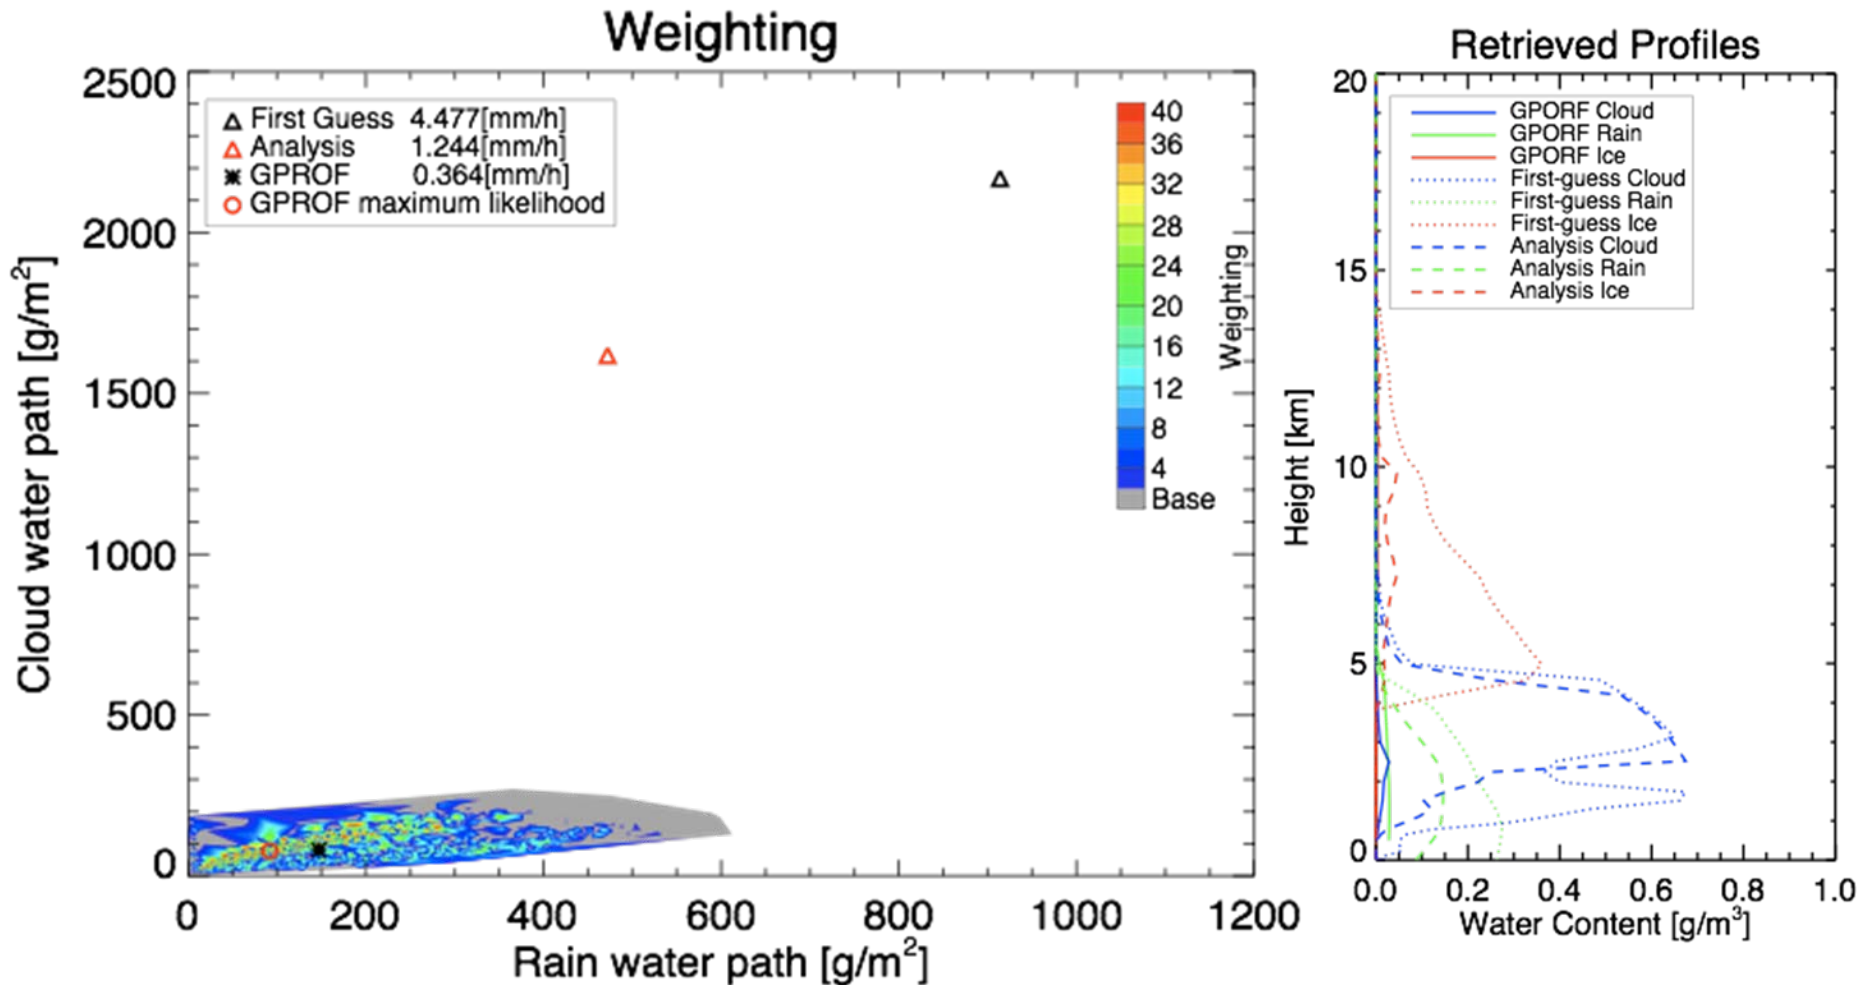 Weighting
2500
2000
1500
1000
500
0
Cloud water path [g/m2]
First Guess 4.477[mm/h]
Analysis 1.244[mm/h]
GPROF 0.364[mm/h]
GPROF maximum likelihood
40
36
32
28
24
20
16
12
8
4
Base
Weighting
0 200 400 600 800 1000 1200
Rain water path [g/m2]
Retrieved Profiles
20
15
10
5
0
Height [km]
GPORF Cloud
GPORF Rain
GPORF Ice
First-guess Cloud
First-guess Rain
First-guess Ice
Analysis Cloud
Analysis Rain
Analysis Ice
0.0 0.2 0.4 0.6 0.8 1.0
Water Content [g/m3]